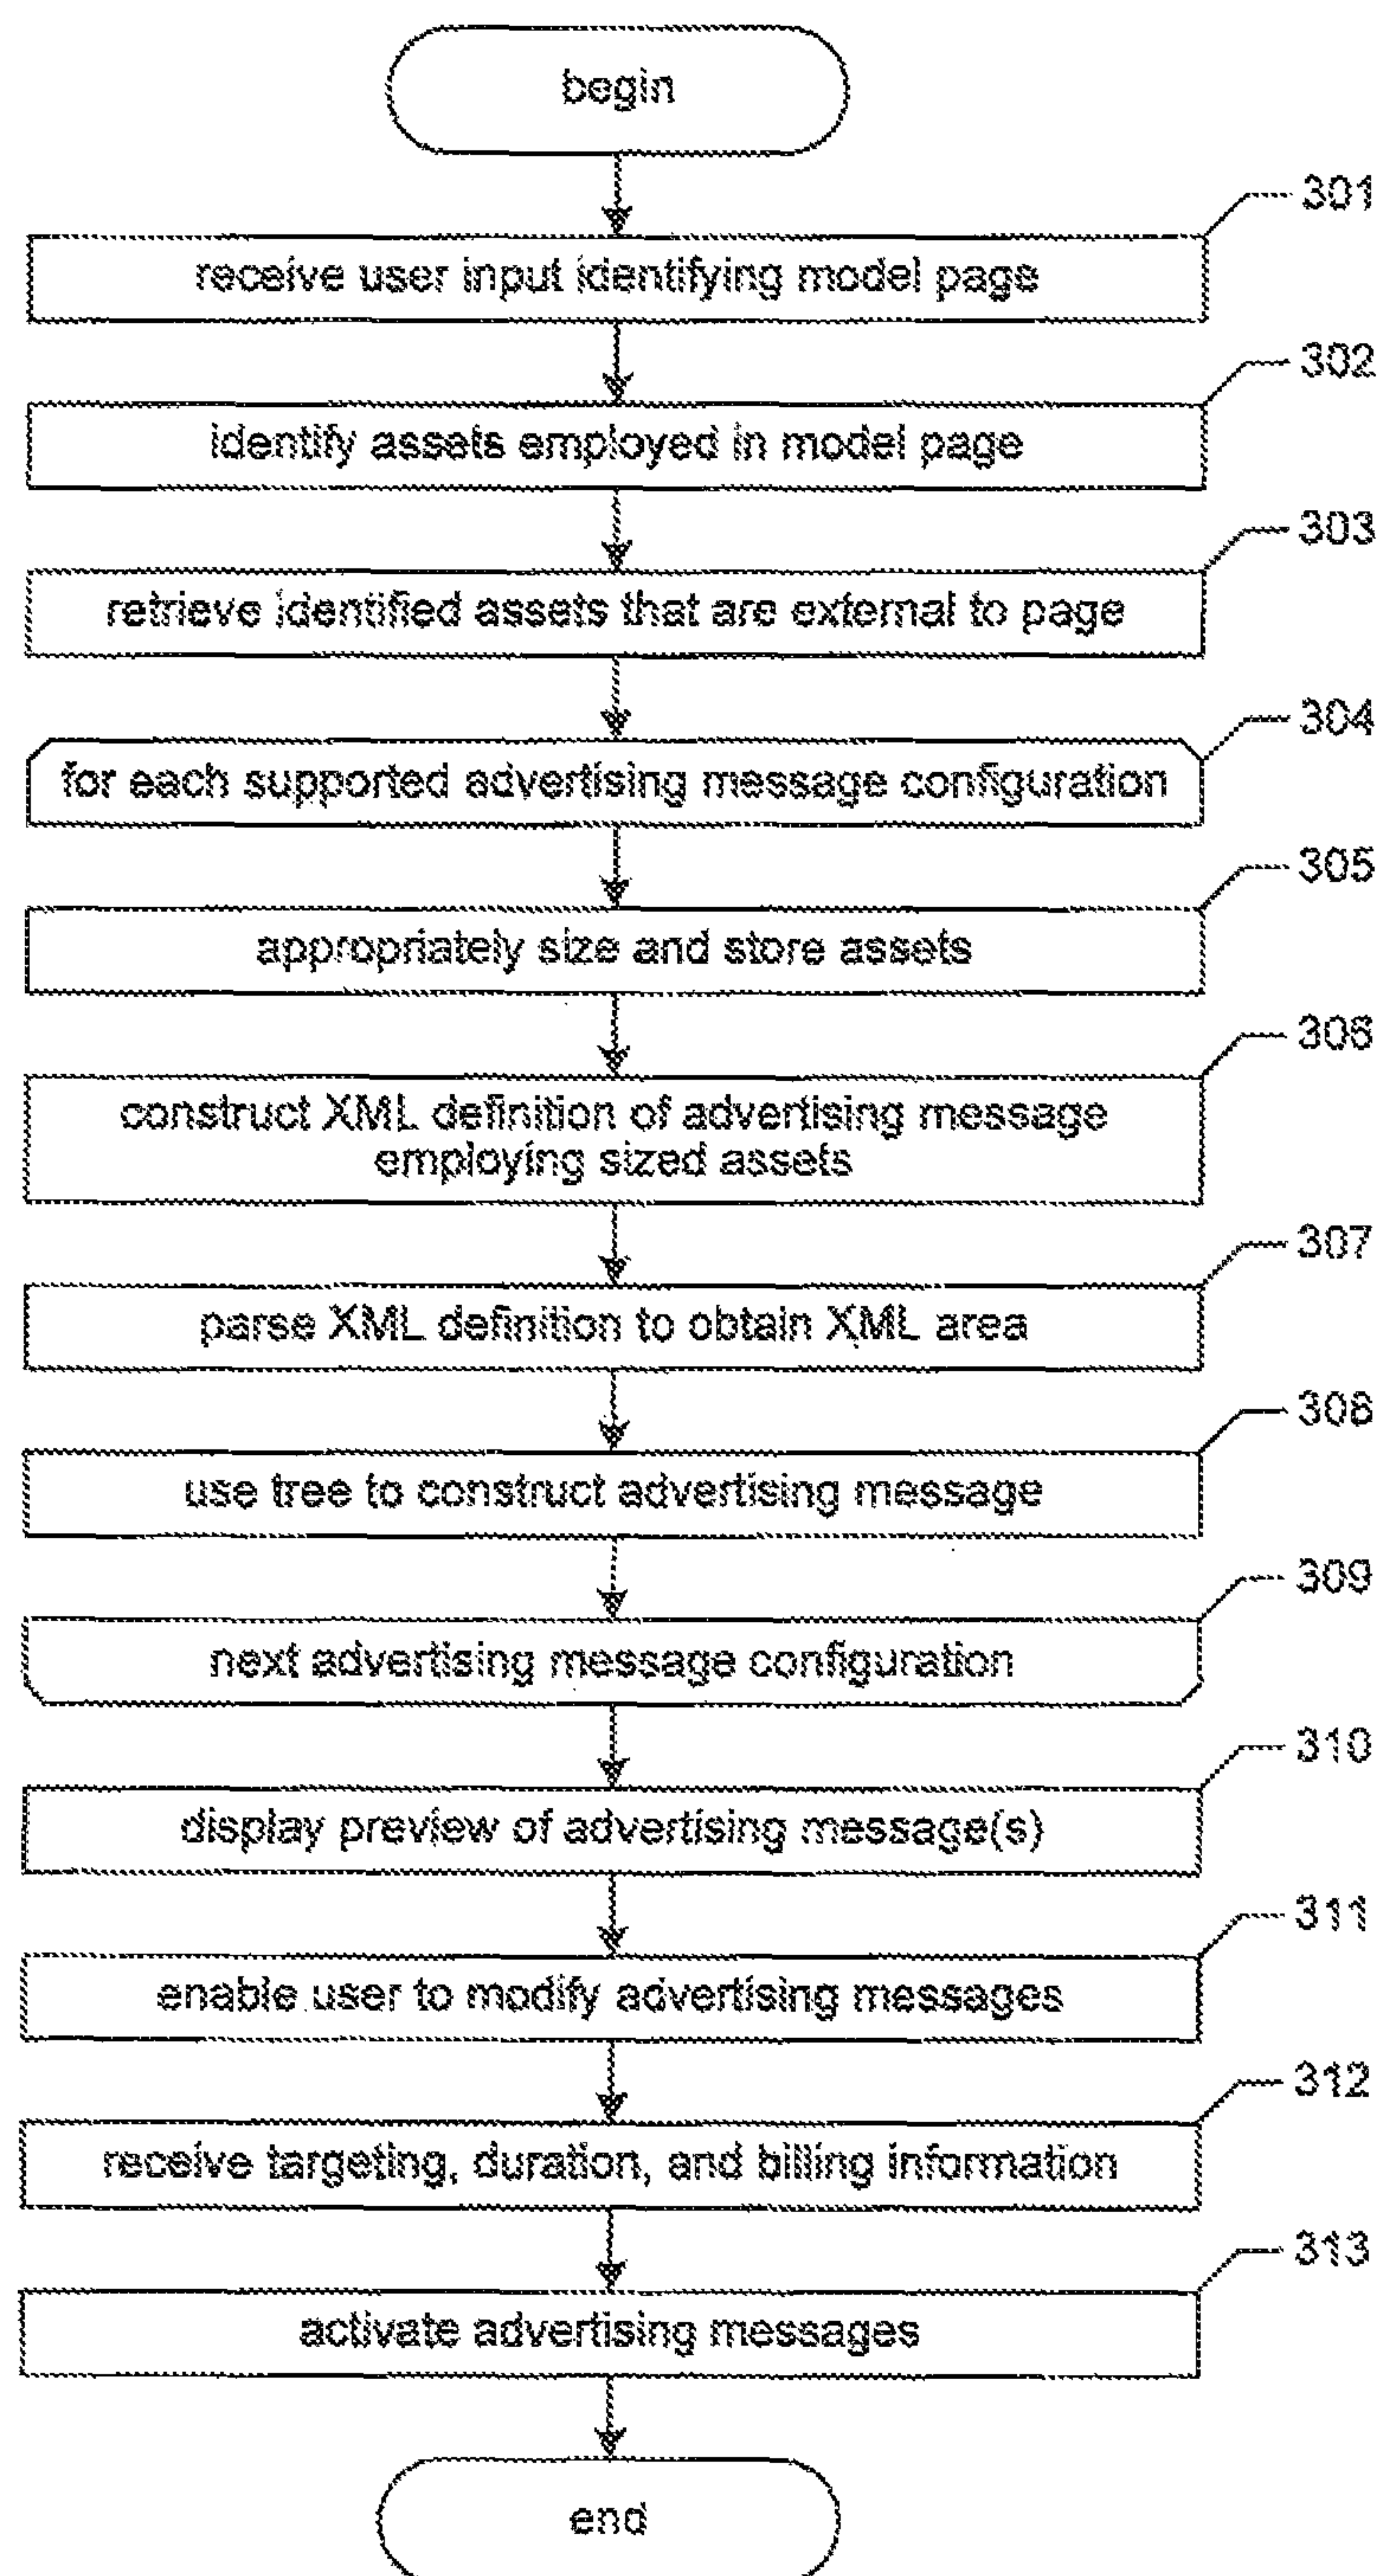 begin
301
receive user input identifying model page
302
identify assets employed in model page
303
retrieve identified assets that are external to page
304
for each supported advertising message configuration
305
appropriately size and store assets
306
construct XML definition of advertising message
employing sized assets
307
parse XML definition to obtain XML area
308
use tree to construct advertising message
309
next advertising message configuration
310
display preview of advertising message(s)
311
enable user to modify advertising messages
312
receive targeting, duration, and billing information
313
activate advertising messages
end